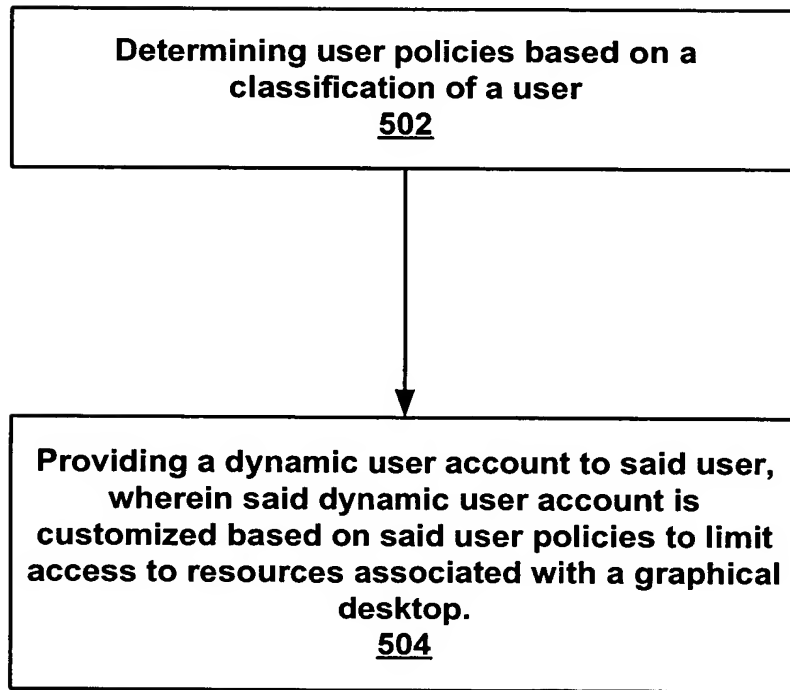 Determining user policies based on a
classification of a user
502
Providing a dynamic user account to said user,
wherein said dynamic user account is
customized based on said user policies to limit
access to resources associated with a graphical
desktop.
504